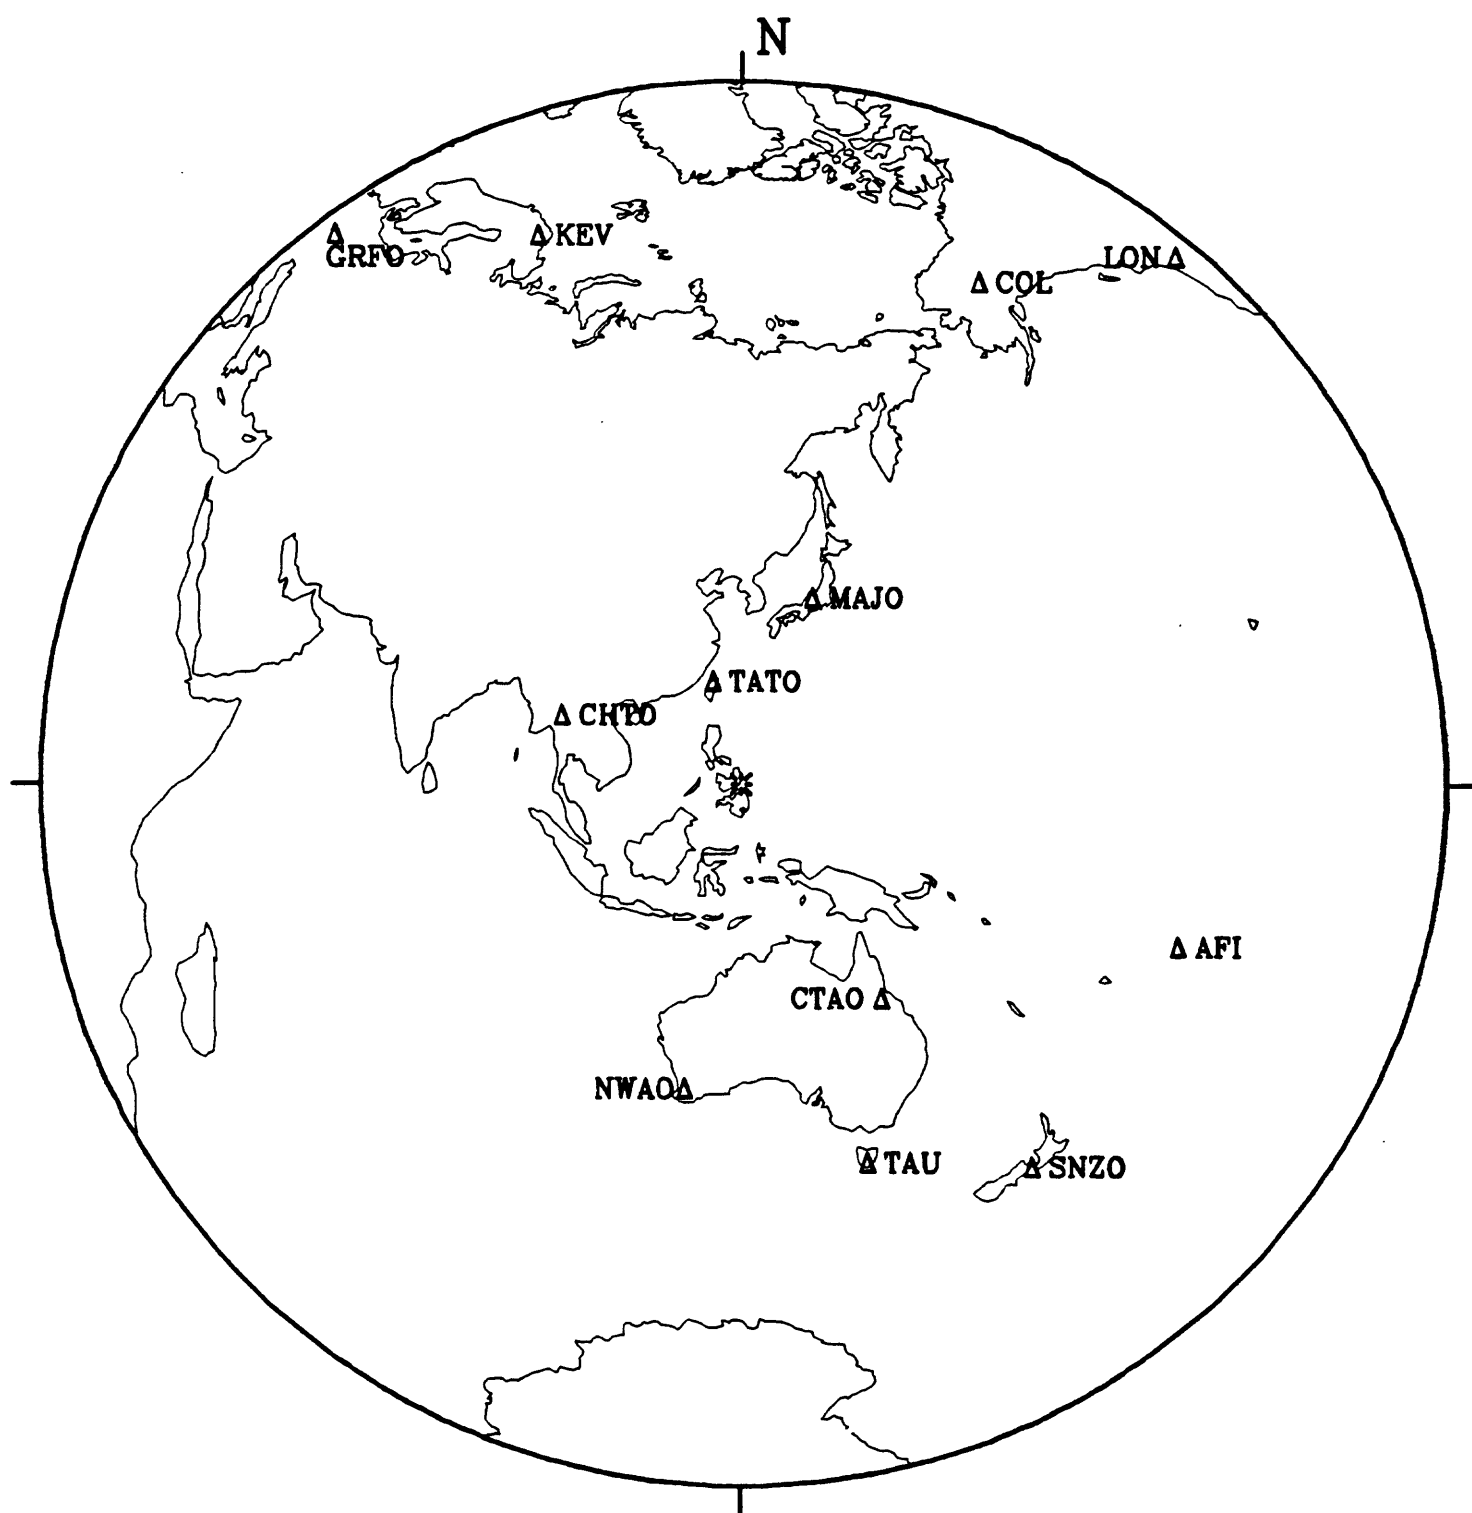 N
KEV
GRFO
LON
COL
MAJO
TATO
CHTO
AFI
CTAO
NWAO
TAU
SNZO